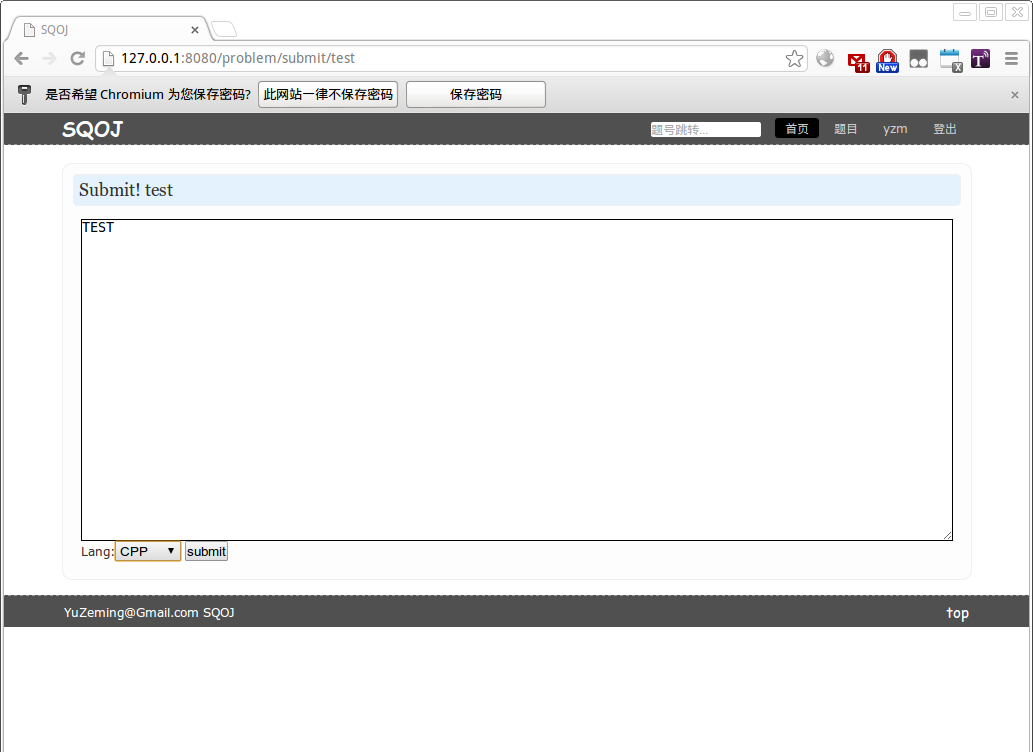 SQOJ
127.0.0.1:8080/problem/submit/test
11
New
X
T
是否希望 Chromium 为您保存密码? 此网站一律不保存密码 保存密码
SQOJ 题号跳转... 首页 题目 yzm 登出
Submit! test
TEST
Lang: CPP submit
YuZeming@Gmail.com SQOJ top